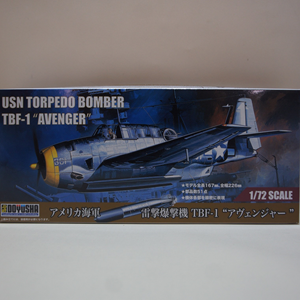 USN TORPEDO BOMBER
TBF-1 "AVENGER"
1/72 SCALE
DOYUSHA
アメリカ海軍 雷撃爆撃機 TBF-1 "アヴェンジャー"